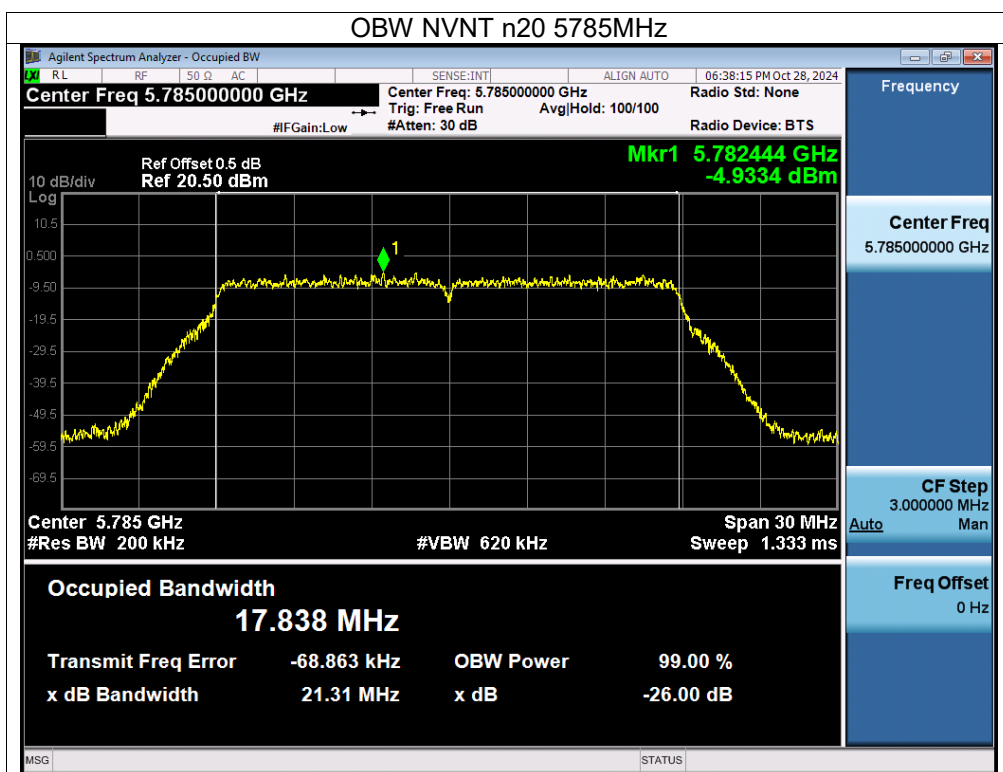 OBW NVNT n20 5785MHz
Agilent Spectrum Analyzer - Occupied BW
LXI RL RF 50 Ω AC SENSE:INT ALIGN AUTO 06:38:15 PM Oct 28, 2024
Center Freq 5.785000000 GHz
Center Freq: 5.785000000 GHz
Radio Std: None
Trig: Free Run Avg|Hold: 100/100
#IFGain:Low #Atten: 30 dB Radio Device: BTS
Mkr1 5.782444 GHz
-4.9334 dBm
Ref Offset 0.5 dB
10 dB/div Ref 20.50 dBm
Log
10.5
0.500
-9.50
-19.5
-29.5
-39.5
-49.5
-59.5
-69.5
1
Center 5.785 GHz Span 30 MHz
#Res BW 200 kHz #VBW 620 kHz Sweep 1.333 ms
Occupied Bandwidth
17.838 MHz
Transmit Freq Error -68.863 kHz OBW Power 99.00 %
x dB Bandwidth 21.31 MHz x dB -26.00 dB
Frequency
Center Freq
5.785000000 GHz
CF Step
3.000000 MHz
Auto Man
Freq Offset
0 Hz
MSG STATUS